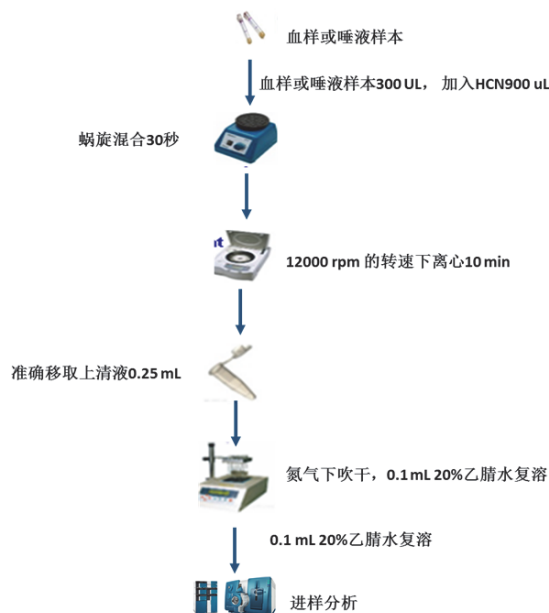 血样或唾液样本
血样或唾液样本300 UL， 加入HCN900 uL
蜗旋混合30秒
12000 rpm 的转速下离心10 min
准确移取上清液0.25 mL
氮气下吹干，0.1 mL 20%乙腈水复溶
0.1 mL 20%乙腈水复溶
进样分析